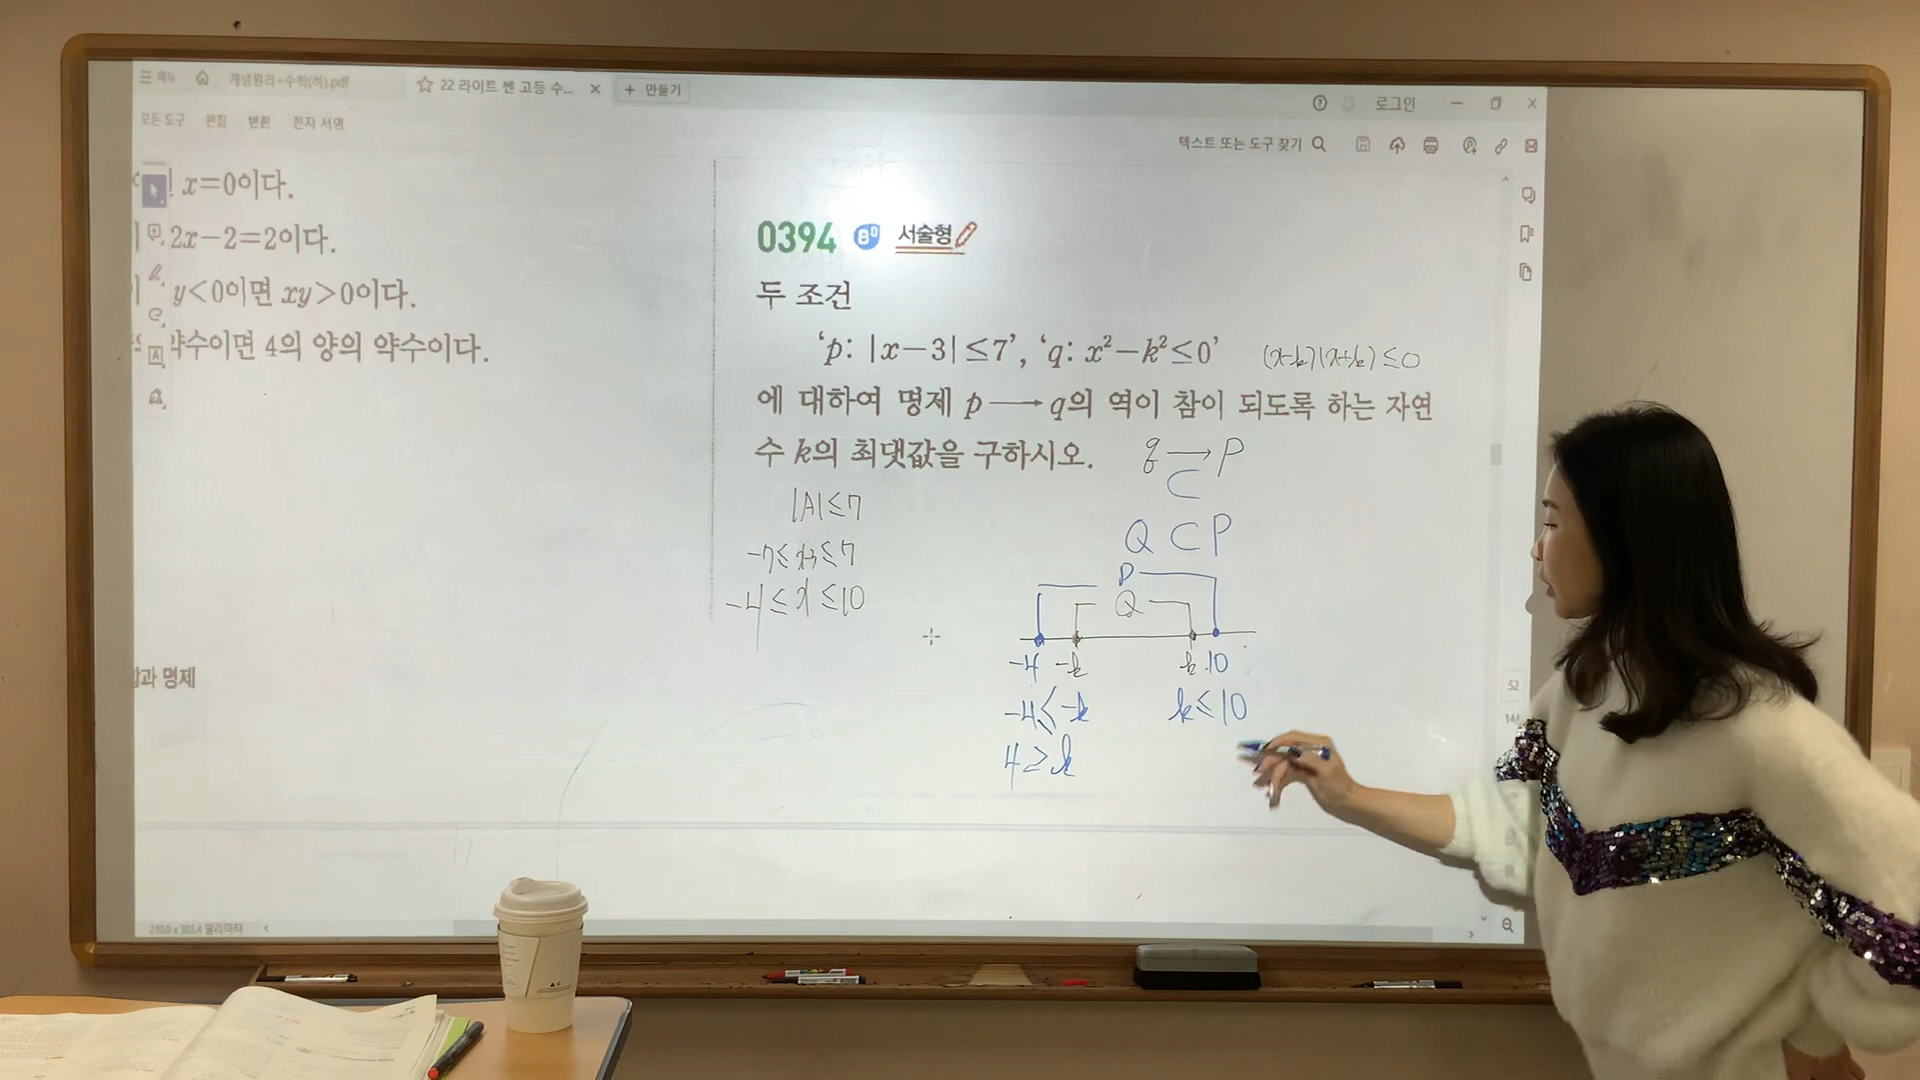 메뉴
개념원리+수학(하).pdf
22 라이트 쎈 고등 수...
+ 만들기
로그인
모든 도구 편집 변환 전자 서명
텍스트 또는 도구 찾기
x=0이다.
2x-2=2이다.
y<0이면 xy>0이다.
약수이면 4의 양의 약수이다.
과 명제
0394 서술형
두 조건
‘p: |x-3|≤7’, ‘q: x²-k²≤0’
(x-k)(x+k)≤0
에 대하여 명제 p → q의 역이 참이 되도록 하는 자연
수 k의 최댓값을 구하시오.
q → p
⊂
|A|≤7
-7≤x-3≤7
-4≤x≤10
Q ⊂ P
P
Q
-4 -k k 10
-4≤-k k≤10
4≥k
52